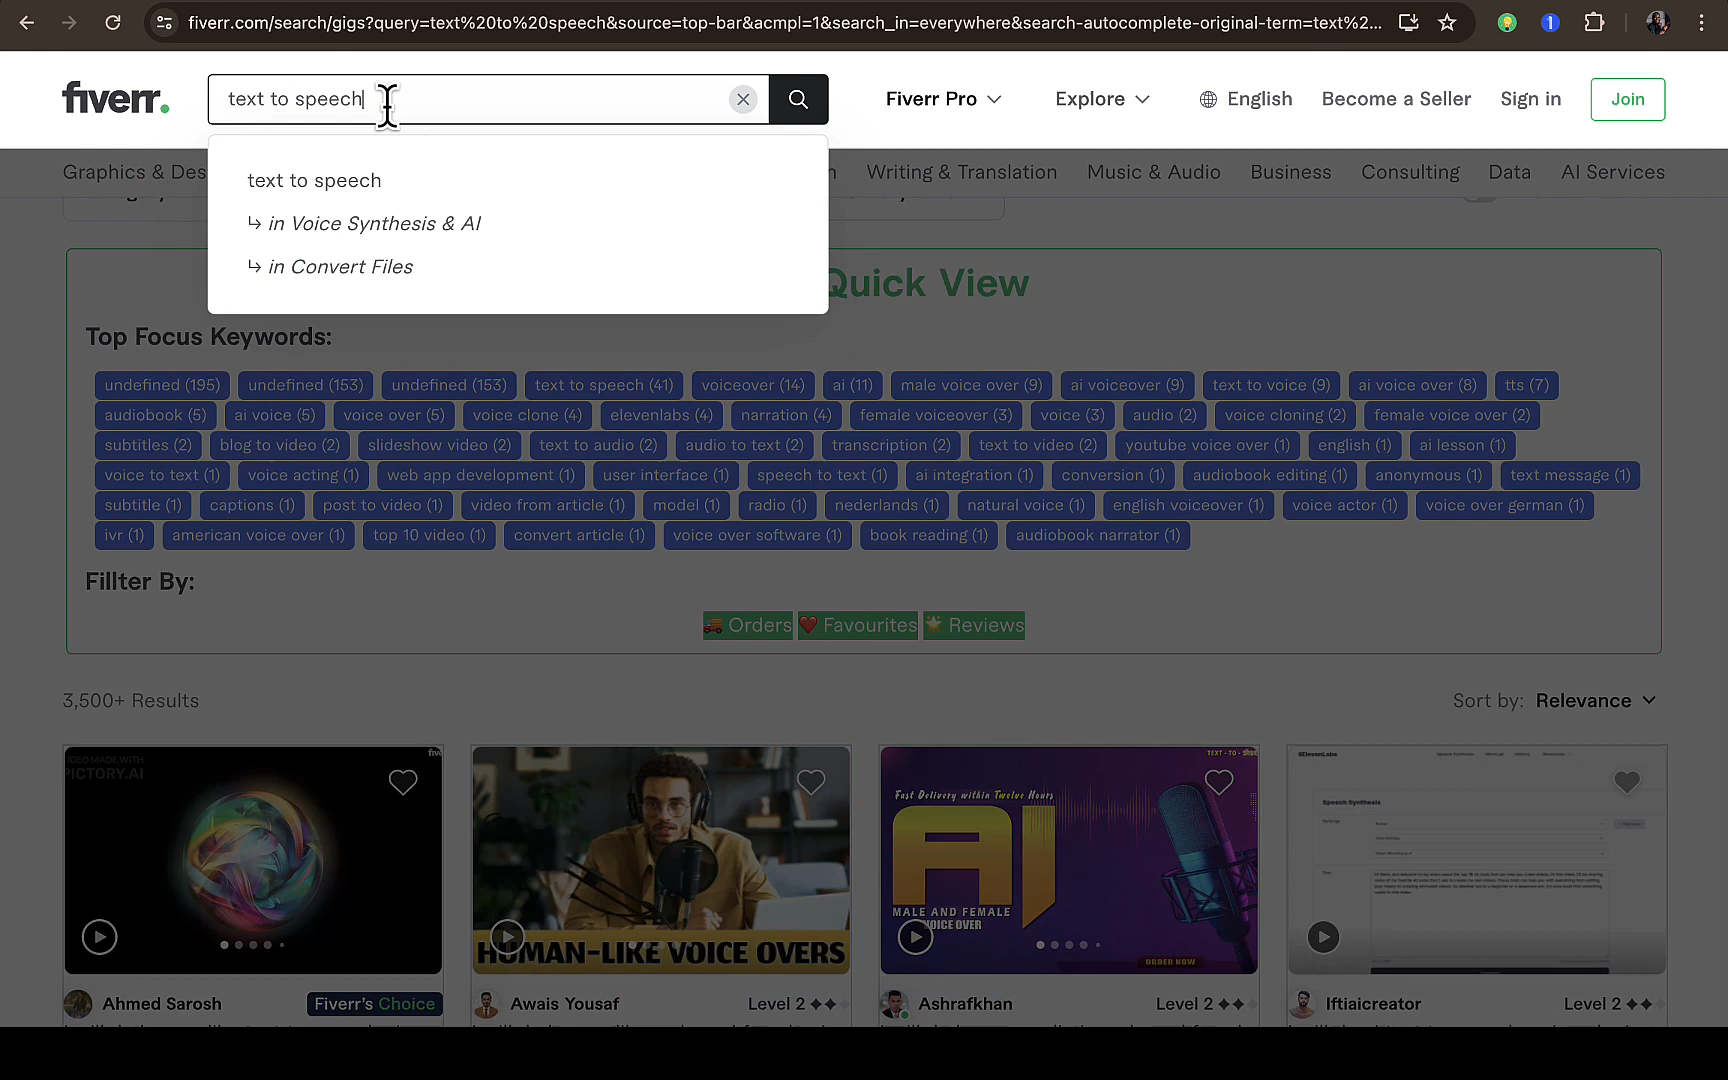 fiverr.com/search/gigs?query=text%20to%20speech&source=top-bar&acmpl=1&search_in=everywhere&search-autocomplete-original-term=text%2...
fiverr.
text to speech
Fiverr Pro
Explore
English
Become a Seller
Sign in
Join
Graphics & Des
n
Writing & Translation
Music & Audio
Business
Consulting
Data
AI Services
text to speech
↳ in Voice Synthesis & AI
↳ in Convert Files
Quick View
Top Focus Keywords:
undefined (195) undefined (153) undefined (153) text to speech (41) voiceover (14) ai (11) male voice over (9) ai voiceover (9) text to voice (9) ai voice over (8) tts (7)
audiobook (5) ai voice (5) voice over (5) voice clone (4) elevenlabs (4) narration (4) female voiceover (3) voice (3) audio (2) voice cloning (2) female voice over (2)
subtitles (2) blog to video (2) slideshow video (2) text to audio (2) audio to text (2) transcription (2) text to video (2) youtube voice over (1) english (1) ai lesson (1)
voice to text (1) voice acting (1) web app development (1) user interface (1) speech to text (1) ai integration (1) conversion (1) audiobook editing (1) anonymous (1) text message (1)
subtitle (1) captions (1) post to video (1) video from article (1) model (1) radio (1) nederlands (1) natural voice (1) english voiceover (1) voice actor (1) voice over german (1)
ivr (1) american voice over (1) top 10 video (1) convert article (1) voice over software (1) book reading (1) audiobook narrator (1)
Fillter By:
🚚 Orders ❤️ Favourites 🌟 Reviews
3,500+ Results
Sort by: Relevance
IDEO MADE WITH
PICTORY.AI
five
HUMAN-LIKE VOICE OVERS
TEXT - TO -
Fast Delivery within Twelve Hours
AI
MALE AND FEMALE
VOICE OVER
ORDER NOW
ElevenLabs
Speech Synthesis
Ahmed Sarosh
Fiverr's Choice
Awais Yousaf
Level 2
Ashrafkhan
Level 2
Iftiaicreator
Level 2